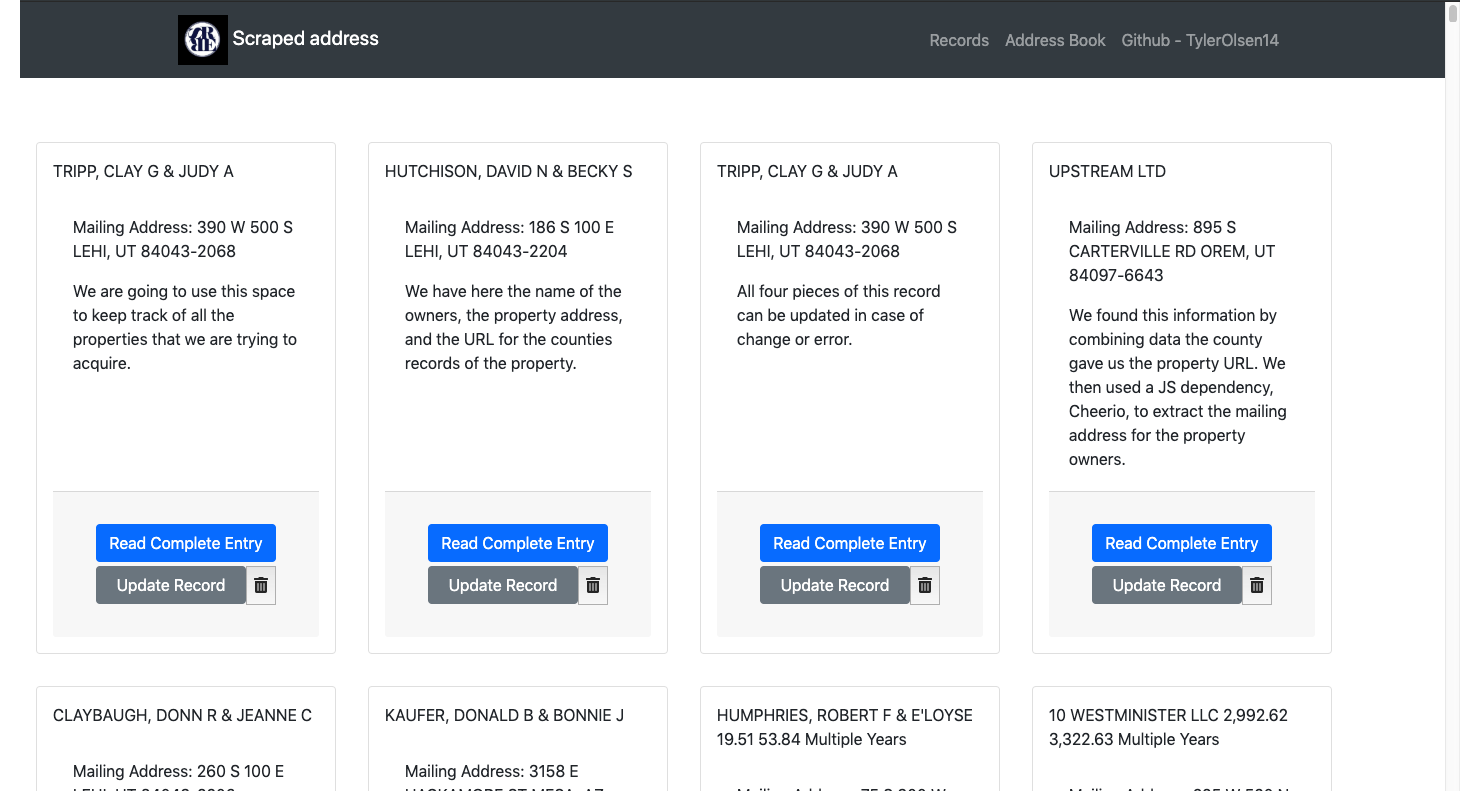 Scraped address
Records Address Book Github - TylerOlsen14
TRIPP, CLAY G & JUDY A
Mailing Address: 390 W 500 S
LEHI, UT 84043-2068
We are going to use this space
to keep track of all the
properties that we are trying to
acquire.
Read Complete Entry
Update Record
HUTCHISON, DAVID N & BECKY S
Mailing Address: 186 S 100 E
LEHI, UT 84043-2204
We have here the name of the
owners, the property address,
and the URL for the counties
records of the property.
Read Complete Entry
Update Record
TRIPP, CLAY G & JUDY A
Mailing Address: 390 W 500 S
LEHI, UT 84043-2068
All four pieces of this record
can be updated in case of
change or error.
Read Complete Entry
Update Record
UPSTREAM LTD
Mailing Address: 895 S
CARTERVILLE RD OREM, UT
84097-6643
We found this information by
combining data the county
gave us the property URL. We
then used a JS dependency,
Cheerio, to extract the mailing
address for the property
owners.
Read Complete Entry
Update Record
CLAYBAUGH, DONN R & JEANNE C
Mailing Address: 260 S 100 E
KAUFER, DONALD B & BONNIE J
Mailing Address: 3158 E
HUMPHRIES, ROBERT F & E'LOYSE
19.51 53.84 Multiple Years
10 WESTMINISTER LLC 2,992.62
3,322.63 Multiple Years